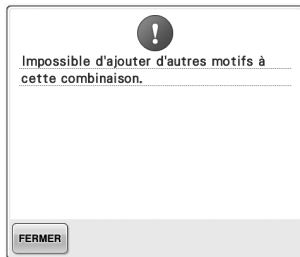 Impossible d'ajouter d'autres motifs à
cette combinaison.
FERMER